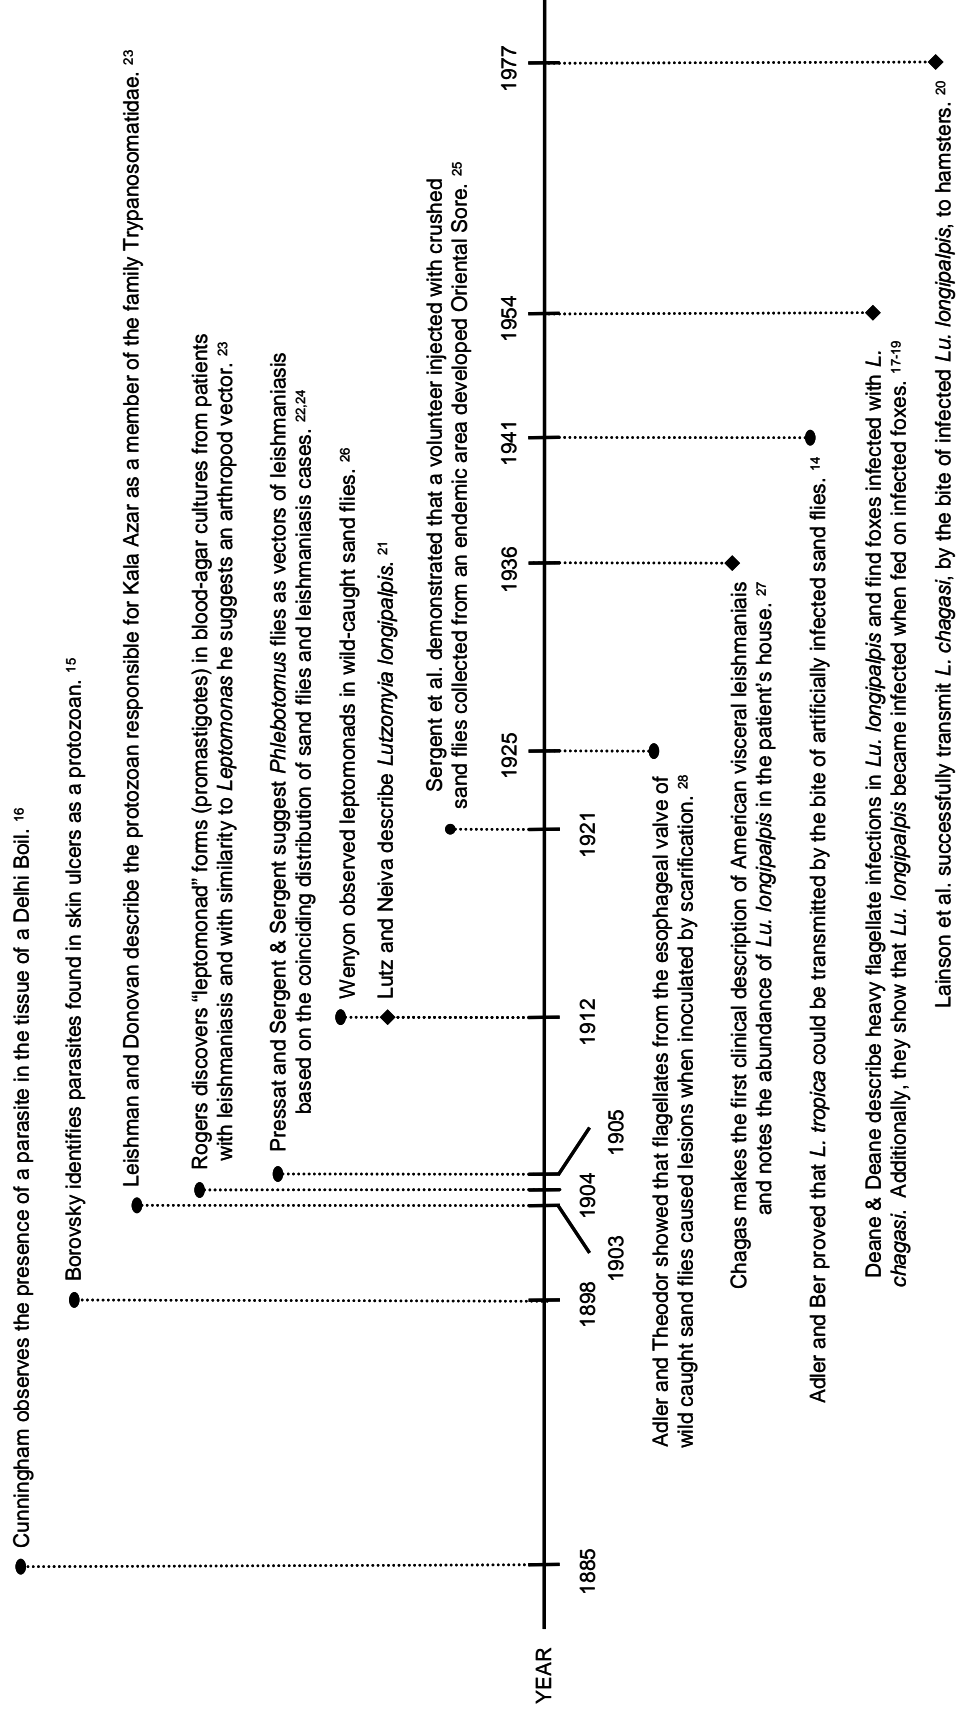 Cunningham observes the presence of a parasite in the tissue of a Delhi Boil. 16
Borovsky identifies parasites found in skin ulcers as a protozoan. 15
Leishman and Donovan describe the protozoan responsible for Kala Azar as a member of the family Trypanosomatidae. 23
Rogers discovers “leptomonad” forms (promastigotes) in blood-agar cultures from patients
with leishmaniasis and with similarity to Leptomonas he suggests an arthropod vector. 23
Pressat and Sergent & Sergent suggest Phlebotomus flies as vectors of leishmaniasis
based on the coinciding distribution of sand flies and leishmaniasis cases. 22,24
Wenyon observed leptomonads in wild-caught sand flies. 26
Lutz and Neiva describe Lutzomyia longipalpis. 21
Sergent et al. demonstrated that a volunteer injected with crushed
sand flies collected from an endemic area developed Oriental Sore. 25
YEAR
1885
1898
1903
1904
1905
1912
1921
1925
1936
1941
1954
1977
Adler and Theodor showed that flagellates from the esophageal valve of
wild caught sand flies caused lesions when inoculated by scarification. 28
Chagas makes the first clinical description of American visceral leishmaniais
and notes the abundance of Lu. longipalpis in the patient’s house. 27
Adler and Ber proved that L. tropica could be transmitted by the bite of artificially infected sand flies. 14
Deane & Deane describe heavy flagellate infections in Lu. longipalpis and find foxes infected with L.
chagasi. Additionally, they show that Lu. longipalpis became infected when fed on infected foxes. 17-19
Lainson et al. successfully transmit L. chagasi, by the bite of infected Lu. longipalpis, to hamsters. 20